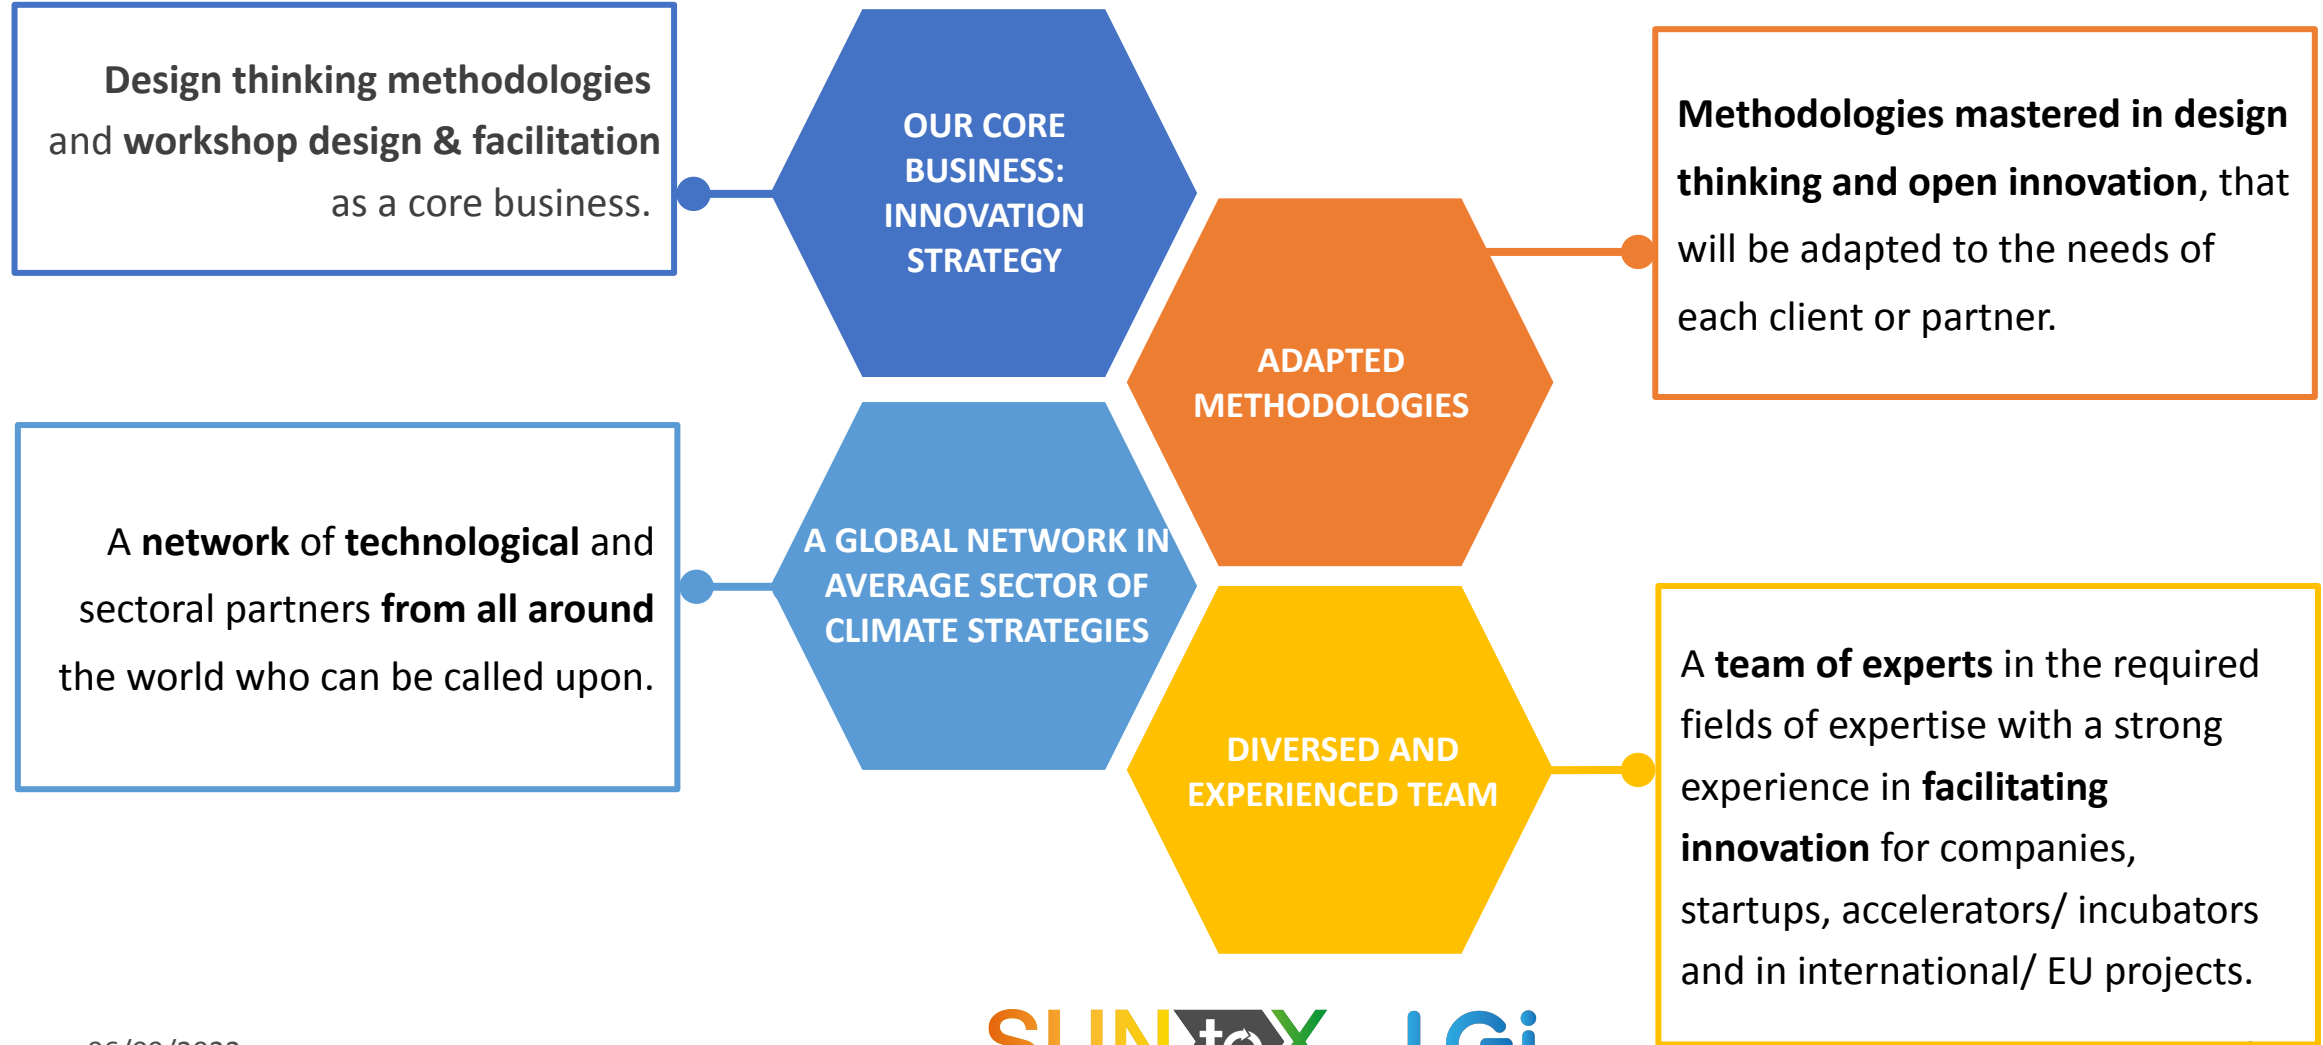 Design thinking methodologies
and workshop design & facilitation
as a core business.
OUR CORE
BUSINESS:
INNOVATION
STRATEGY
Methodologies mastered in design
thinking and open innovation, that
will be adapted to the needs of
each client or partner.
ADAPTED
METHODOLOGIES
A network of technological and
sectoral partners from all around
the world who can be called upon.
A GLOBAL NETWORK IN
AVERAGE SECTOR OF
CLIMATE STRATEGIES
DIVERSED AND
EXPERIENCED TEAM
A team of experts in the required
fields of expertise with a strong
experience in facilitating
innovation for companies,
startups, accelerators/ incubators
and in international/ EU projects.
SUN to X
LGi